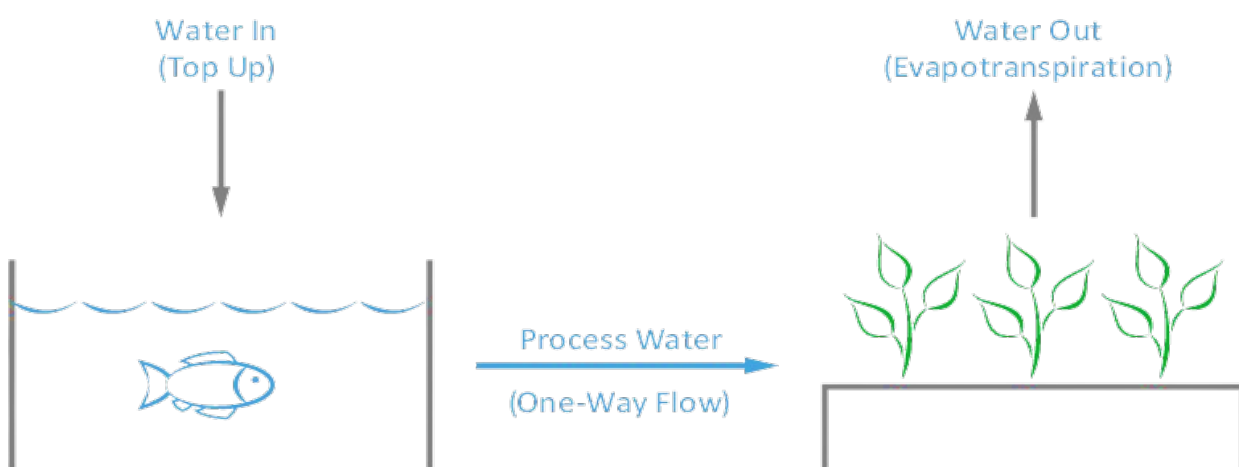 Water In
(Top Up)
Water Out
(Evapotranspiration)
Process Water
(One-Way Flow)